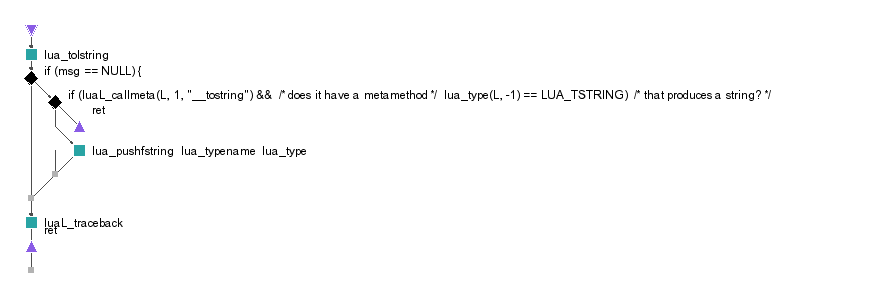 lua_tolstring
if (msg == NULL) {
if (luaL_callmeta(L, 1, "__tostring") && /* does it have a metamethod */ lua_type(L, -1) == LUA_TSTRING) /* that produces a string? */
ret
lua_pushfstring lua_typename lua_type
luaL_traceback
ret